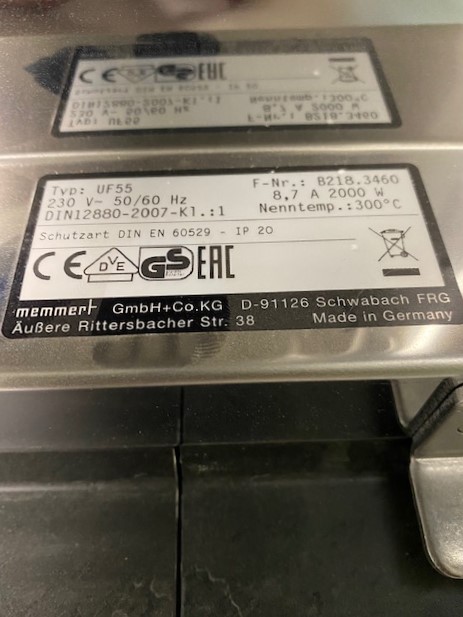 Typ: UF55 F-Nr.: B218.3460
230 V~ 50/60 Hz 8,7 A 2000 W
DIN12880-2007-Kl.:1 Nenntemp.:300°C
Schutzart DIN EN 60529 - IP 20
CE DVE GS EAC
memmert GmbH+Co.KG D-91126 Schwabach FRG
Äußere Rittersbacher Str. 38 Made in Germany